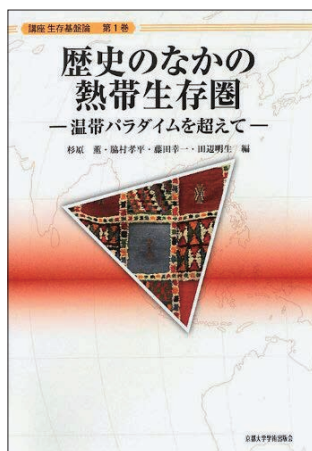 講座 生存基盤論 第1巻
歴史のなかの
熱帯生存圏
―温帯パラダイムを超えて―
杉原 薫・脇村孝平・藤田幸一・田辺明生 編
京都大学学術出版会